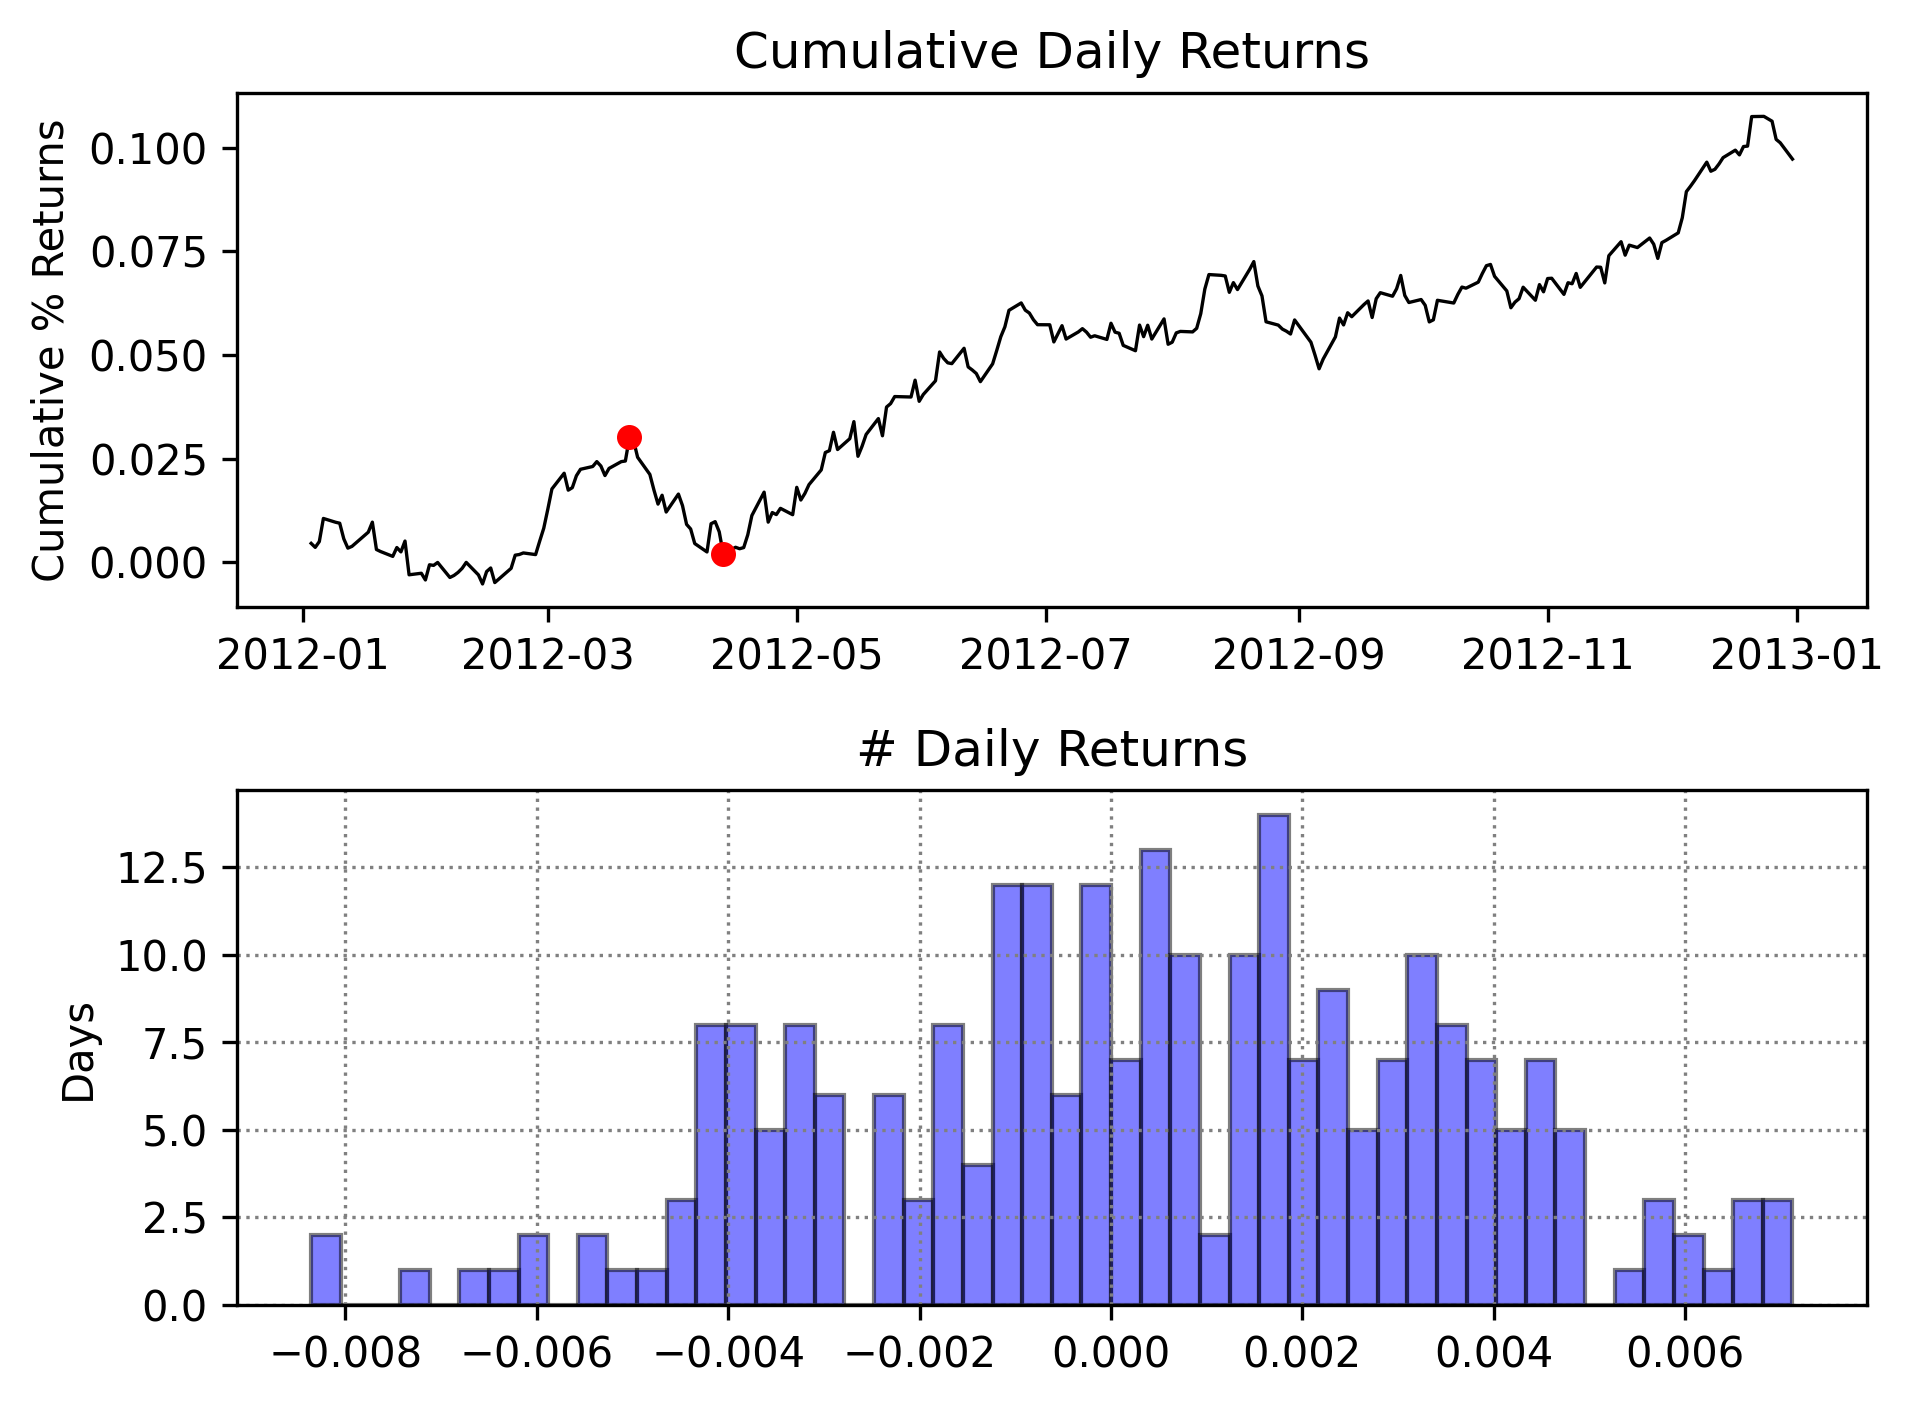 Cumulative Daily Returns
Cumulative % Returns
0.100
0.075
0.050
0.025
0.000
2012-01 2012-03 2012-05 2012-07 2012-09 2012-11 2013-01
# Daily Returns
Days
12.5
10.0
7.5
5.0
2.5
0.0
−0.008 −0.006 −0.004 −0.002 0.000 0.002 0.004 0.006